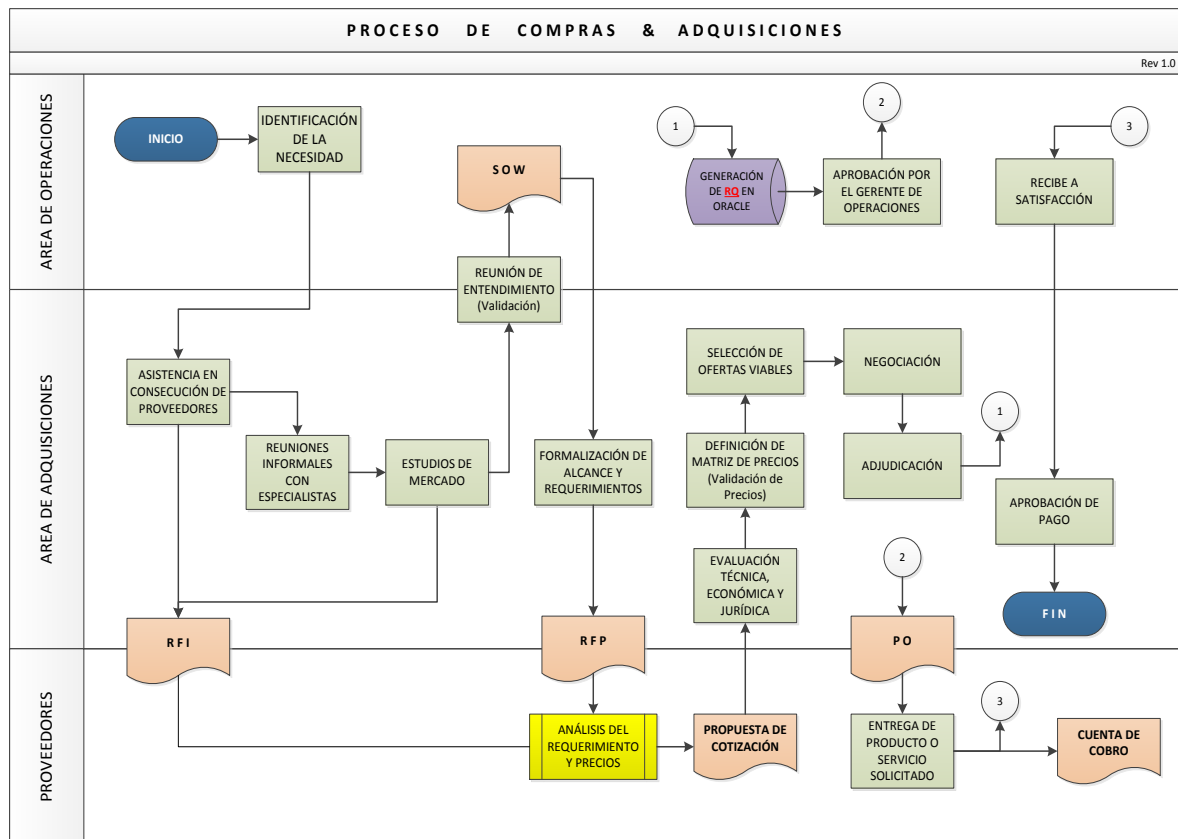 PROCESO DE COMPRAS & ADQUISICIONES
Rev 1.0
AREA DE OPERACIONES
INICIO
IDENTIFICACIÓN
DE LA
NECESIDAD
SOW
REUNIÓN DE
ENTENDIMIENTO
(Validación)
1
GENERACIÓN
DE RQ EN
ORACLE
2
APROBACIÓN POR
EL GERENTE DE
OPERACIONES
3
RECIBE A
SATISFACCIÓN
AREA DE ADQUISICIONES
ASISTENCIA EN
CONSECUCIÓN DE
PROVEEDORES
REUNIONES
INFORMALES
CON
ESPECIALISTAS
ESTUDIOS DE
MERCADO
FORMALIZACIÓN DE
ALCANCE Y
REQUERIMIENTOS
SELECCIÓN DE
OFERTAS VIABLES
NEGOCIACIÓN
DEFINICIÓN DE
MATRIZ DE PRECIOS
(Validación de
Precios)
ADJUDICACIÓN
1
EVALUACIÓN
TÉCNICA,
ECONÓMICA Y
JURÍDICA
2
APROBACIÓN DE
PAGO
FIN
RFI
RFP
PO
PROVEEDORES
ANÁLISIS DEL
REQUERIMIENTO
Y PRECIOS
PROPUESTA DE
COTIZACIÓN
ENTREGA DE
PRODUCTO O
SERVICIO
SOLICITADO
3
CUENTA DE
COBRO